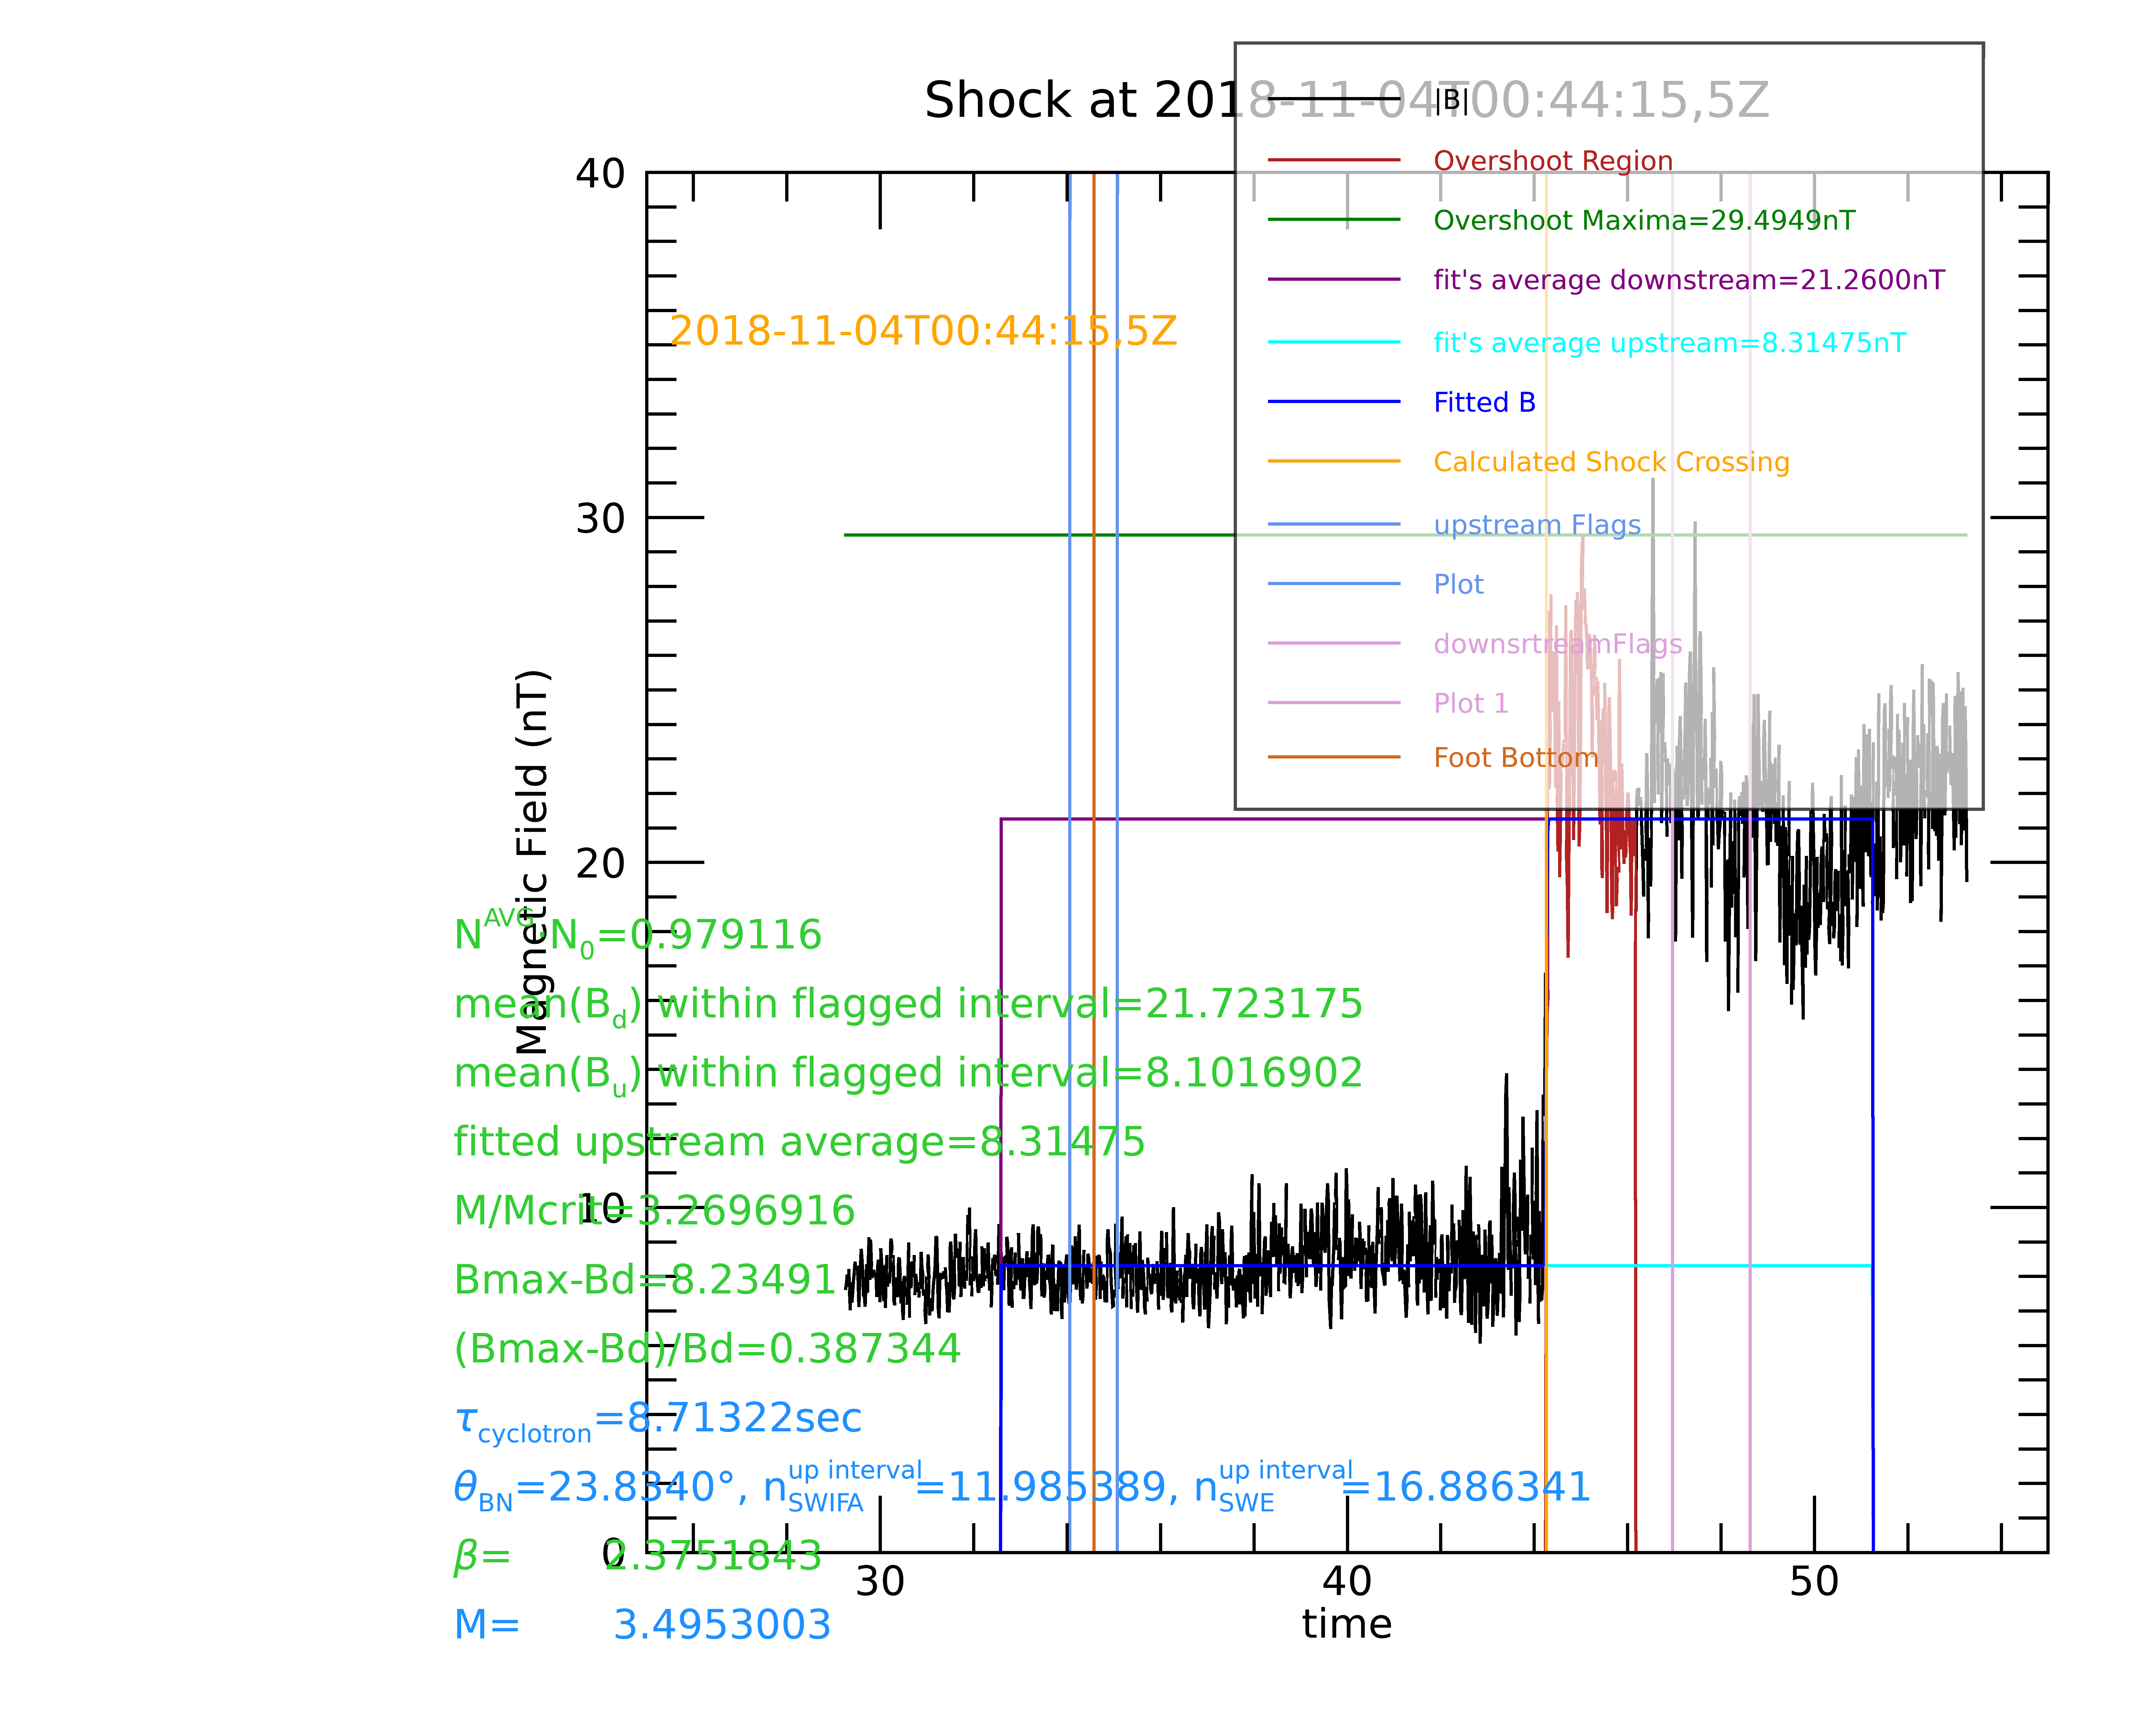 Shock at 2018-11-04T00:44:15,5Z
|B|
Overshoot Region
Overshoot Maxima=29.4949nT
fit's average downstream=21.2600nT
fit's average upstream=8.31475nT
Fitted B
Calculated Shock Crossing
upstream Flags
Plot
downsrtreamFlags
Plot 1
Foot Bottom
2018-11-04T00:44:15,5Z
Magnetic Field (nT)
40
30
20
10
0
N^AVG·N_0=0.979116
mean(B_d) within flagged interval=21.723175
mean(B_u) within flagged interval=8.1016902
fitted upstream average=8.31475
M/Mcrit=3.2696916
Bmax-Bd=8.23491
(Bmax-Bd)/Bd=0.387344
τ_cyclotron=8.71322sec
θ_BN=23.8340°, n_SWIFA^up interval=11.985389, n_SWE^up interval=16.886341
β= 2.3751843
M= 3.4953003
30 40 50
time